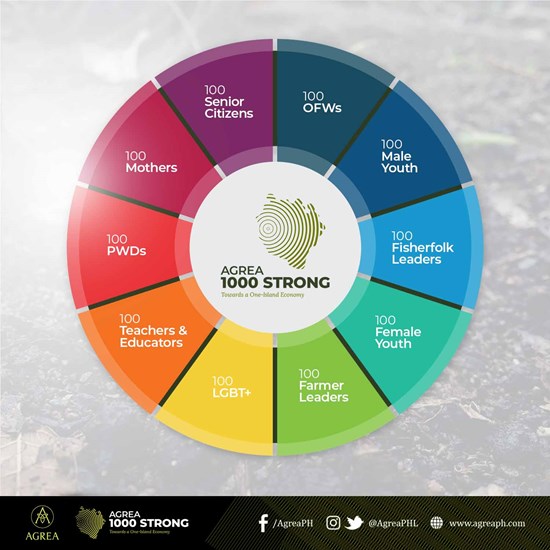 100
OFWs
100
Male
Youth
100
Fisherfolk
Leaders
100
Female
Youth
100
Farmer
Leaders
100
LGBT+
100
Teachers &
Educators
100
PWDs
100
Mothers
100
Senior
Citizens
AGREA
1000 STRONG
Towards a One-Island Economy
AGREA
AGREA
1000 STRONG
Towards a One-Island Economy
/AgreaPH
@AgreaPHL
www.agreaph.com